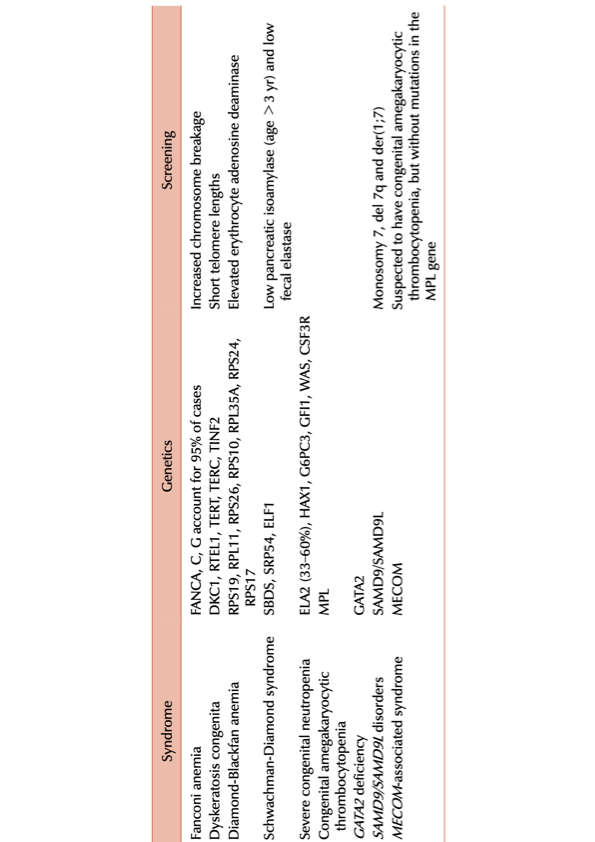 Syndrome Genetics Screening
Fanconi anemia FANCA, C, G account for 95% of cases Increased chromosome breakage
Dyskeratosis congenita DKC1, RTEL1, TERT, TERC, TINF2 Short telomere lengths
Diamond-Blackfan anemia RPS19, RPL11, RPS26, RPS10, RPL35A, RPS24, Elevated erythrocyte adenosine deaminase
RPS17
Schwachman-Diamond syndrome SBDS, SRP54, ELF1 Low pancreatic isoamylase (age > 3 yr) and low
fecal elastase
Severe congenital neutropenia ELA2 (33–60%), HAX1, G6PC3, GFI1, WAS, CSF3R
Congenital amegakaryocytic MPL
thrombocytopenia
GATA2 deficiency GATA2
SAMD9/SAMD9L disorders SAMD9/SAMD9L Monosomy 7, del 7q and der(1;7)
MECOM-associated syndrome MECOM Suspected to have congenital amegakaryocytic
thrombocytopenia, but without mutations in the
MPL gene